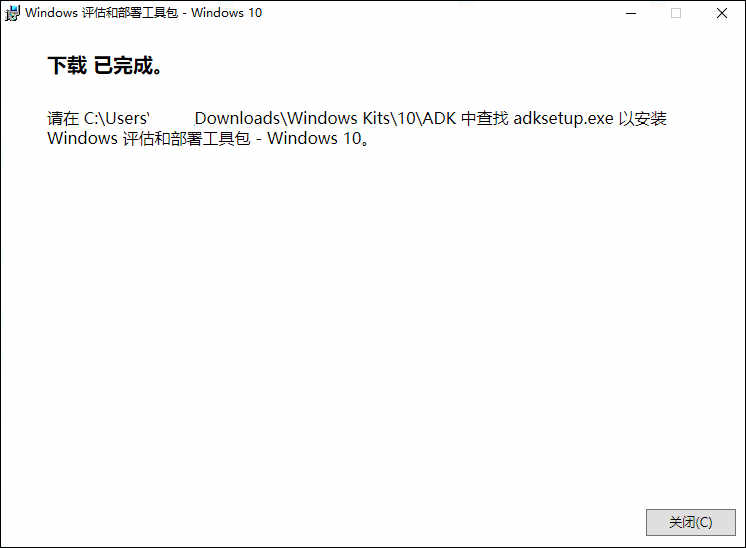 Windows 评估和部署工具包 - Windows 10
下载 已完成。
请在 C:\Users' Downloads\Windows Kits\10\ADK 中查找 adksetup.exe 以安装
Windows 评估和部署工具包 - Windows 10。
关闭(C)